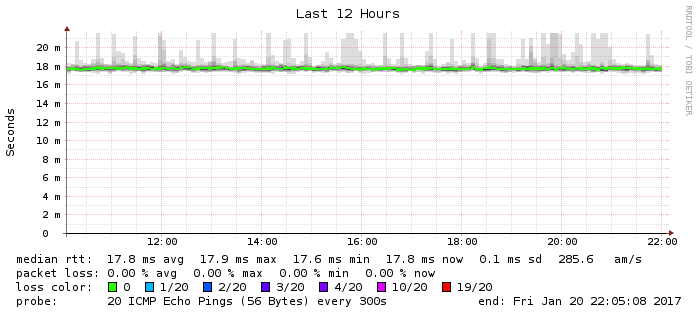 Last 12 Hours
RRDTOOL / TOBI OETIKER
Seconds
20 m
18 m
16 m
14 m
12 m
10 m
8 m
6 m
4 m
2 m
0
12:00 14:00 16:00 18:00 20:00 22:00
median rtt: 17.8 ms avg 17.9 ms max 17.6 ms min 17.8 ms now 0.1 ms sd 285.6 am/s
packet loss: 0.00 % avg 0.00 % max 0.00 % min 0.00 % now
loss color: 0 1/20 2/20 3/20 4/20 10/20 19/20
probe: 20 ICMP Echo Pings (56 Bytes) every 300s end: Fri Jan 20 22:05:08 2017